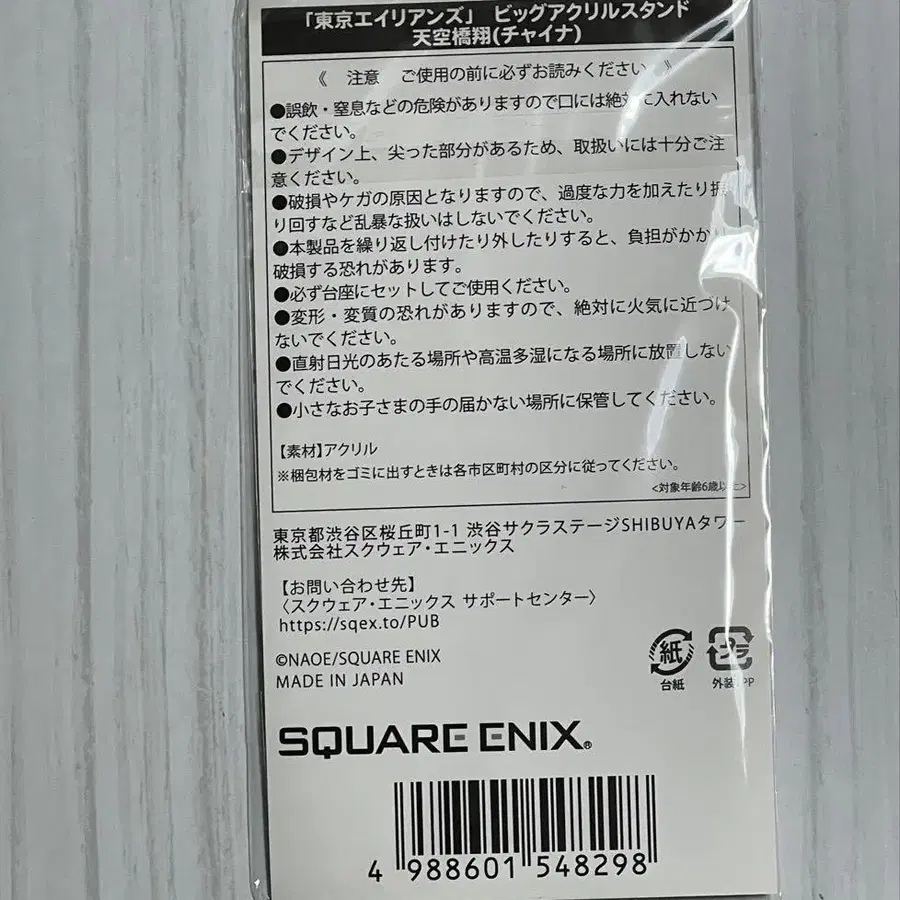 「東京エイリアンズ」 ビッグアクリルスタンド
天空橋翔(チャイナ)
《 注意 ご使用の前に必ずお読みください 》
●誤飲・窒息などの危険がありますので口には絶対に入れない
でください。
●デザイン上、尖った部分があるため、取扱いには十分ご注
意ください。
●破損やケガの原因となりますので、過度な力を加えたり振
り回すなど乱暴な扱いはしないでください。
●本製品を繰り返し付けたり外したりすると、負担がかかり
破損する恐れがあります。
●必ず台座にセットしてご使用ください。
●変形・変質の恐れがありますので、絶対に火気に近づけ
ないでください。
●直射日光のあたる場所や高温多湿になる場所に放置しない
でください。
●小さなお子さまの手の届かない場所に保管してください。
【素材】アクリル
※梱包材をゴミに出すときは各市区町村の区分に従ってください。
<対象年齢6歳以上>
東京都渋谷区桜丘町1-1 渋谷サクラステージSHIBUYAタワー
株式会社スクウェア・エニックス
【お問い合わせ先】
〈スクウェア・エニックス サポートセンター〉
https://sqex.to/PUB
©NAOE/SQUARE ENIX
MADE IN JAPAN
紙
台紙
プラ
外装:PP
SQUARE ENIX®
4 988601 548298